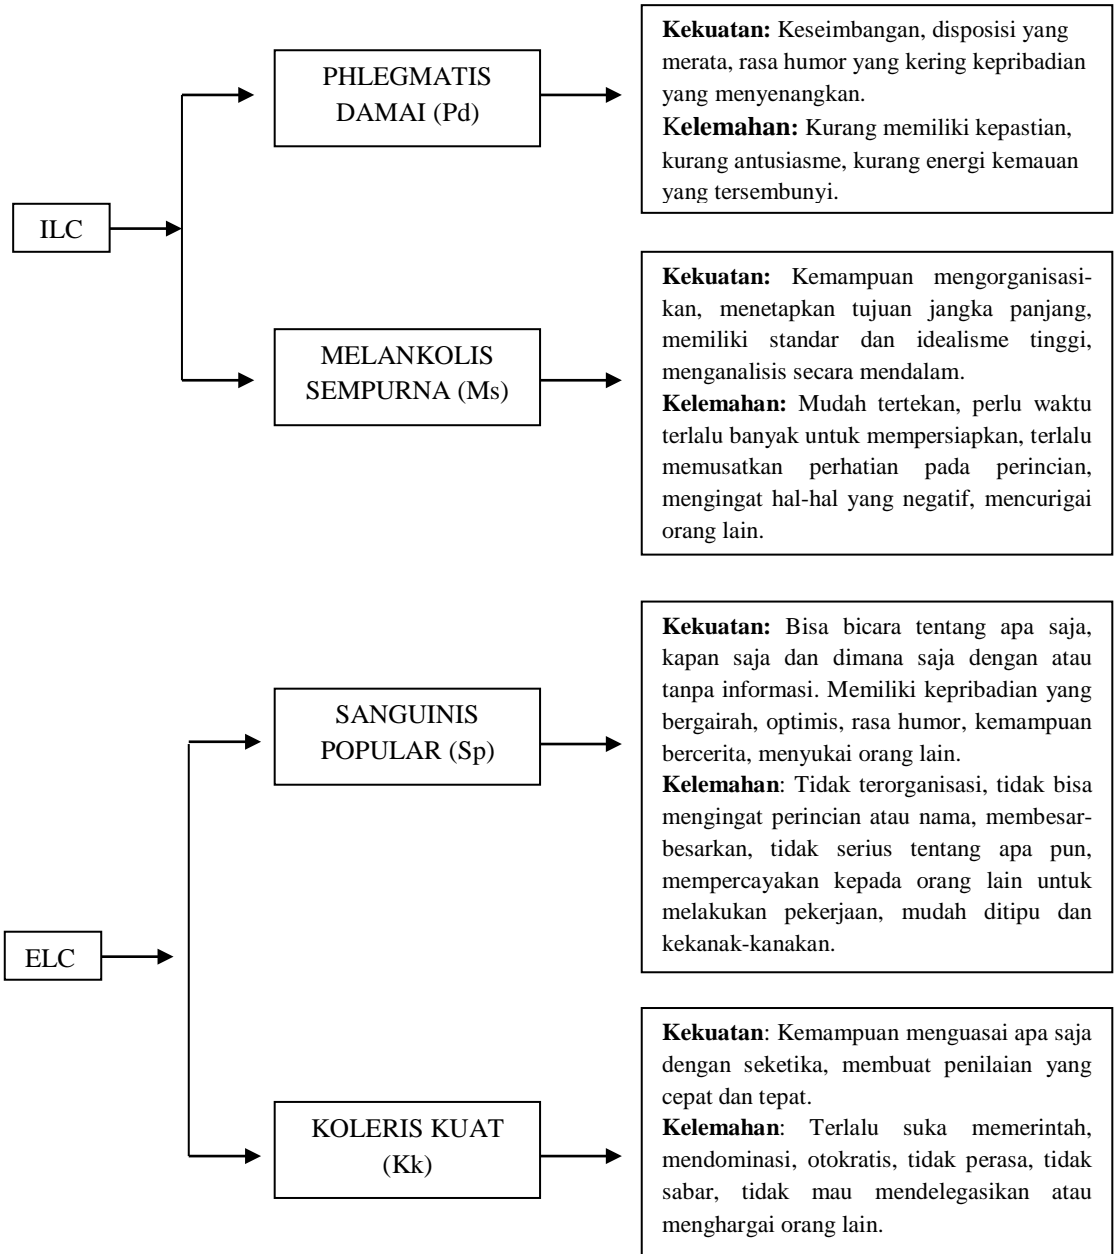 PHLEGMATIS
DAMAI (Pd)
Kekuatan: Keseimbangan, disposisi yang
merata, rasa humor yang kering kepribadian
yang menyenangkan.
Kelemahan: Kurang memiliki kepastian,
kurang antusiasme, kurang energi kemauan
yang tersembunyi.
ILC
MELANKOLIS
SEMPURNA (Ms)
Kekuatan: Kemampuan mengorganisasi-
kan, menetapkan tujuan jangka panjang,
memiliki standar dan idealisme tinggi,
menganalisis secara mendalam.
Kelemahan: Mudah tertekan, perlu waktu
terlalu banyak untuk mempersiapkan, terlalu
memusatkan perhatian pada perincian,
mengingat hal-hal yang negatif, mencurigai
orang lain.
SANGUINIS
POPULAR (Sp)
Kekuatan: Bisa bicara tentang apa saja,
kapan saja dan dimana saja dengan atau
tanpa informasi. Memiliki kepribadian yang
bergairah, optimis, rasa humor, kemampuan
bercerita, menyukai orang lain.
Kelemahan: Tidak terorganisasi, tidak bisa
mengingat perincian atau nama, membesar-
besarkan, tidak serius tentang apa pun,
mempercayakan kepada orang lain untuk
melakukan pekerjaan, mudah ditipu dan
kekanak-kanakan.
ELC
KOLERIS KUAT
(Kk)
Kekuatan: Kemampuan menguasai apa saja
dengan seketika, membuat penilaian yang
cepat dan tepat.
Kelemahan: Terlalu suka memerintah,
mendominasi, otokratis, tidak perasa, tidak
sabar, tidak mau mendelegasikan atau
menghargai orang lain.